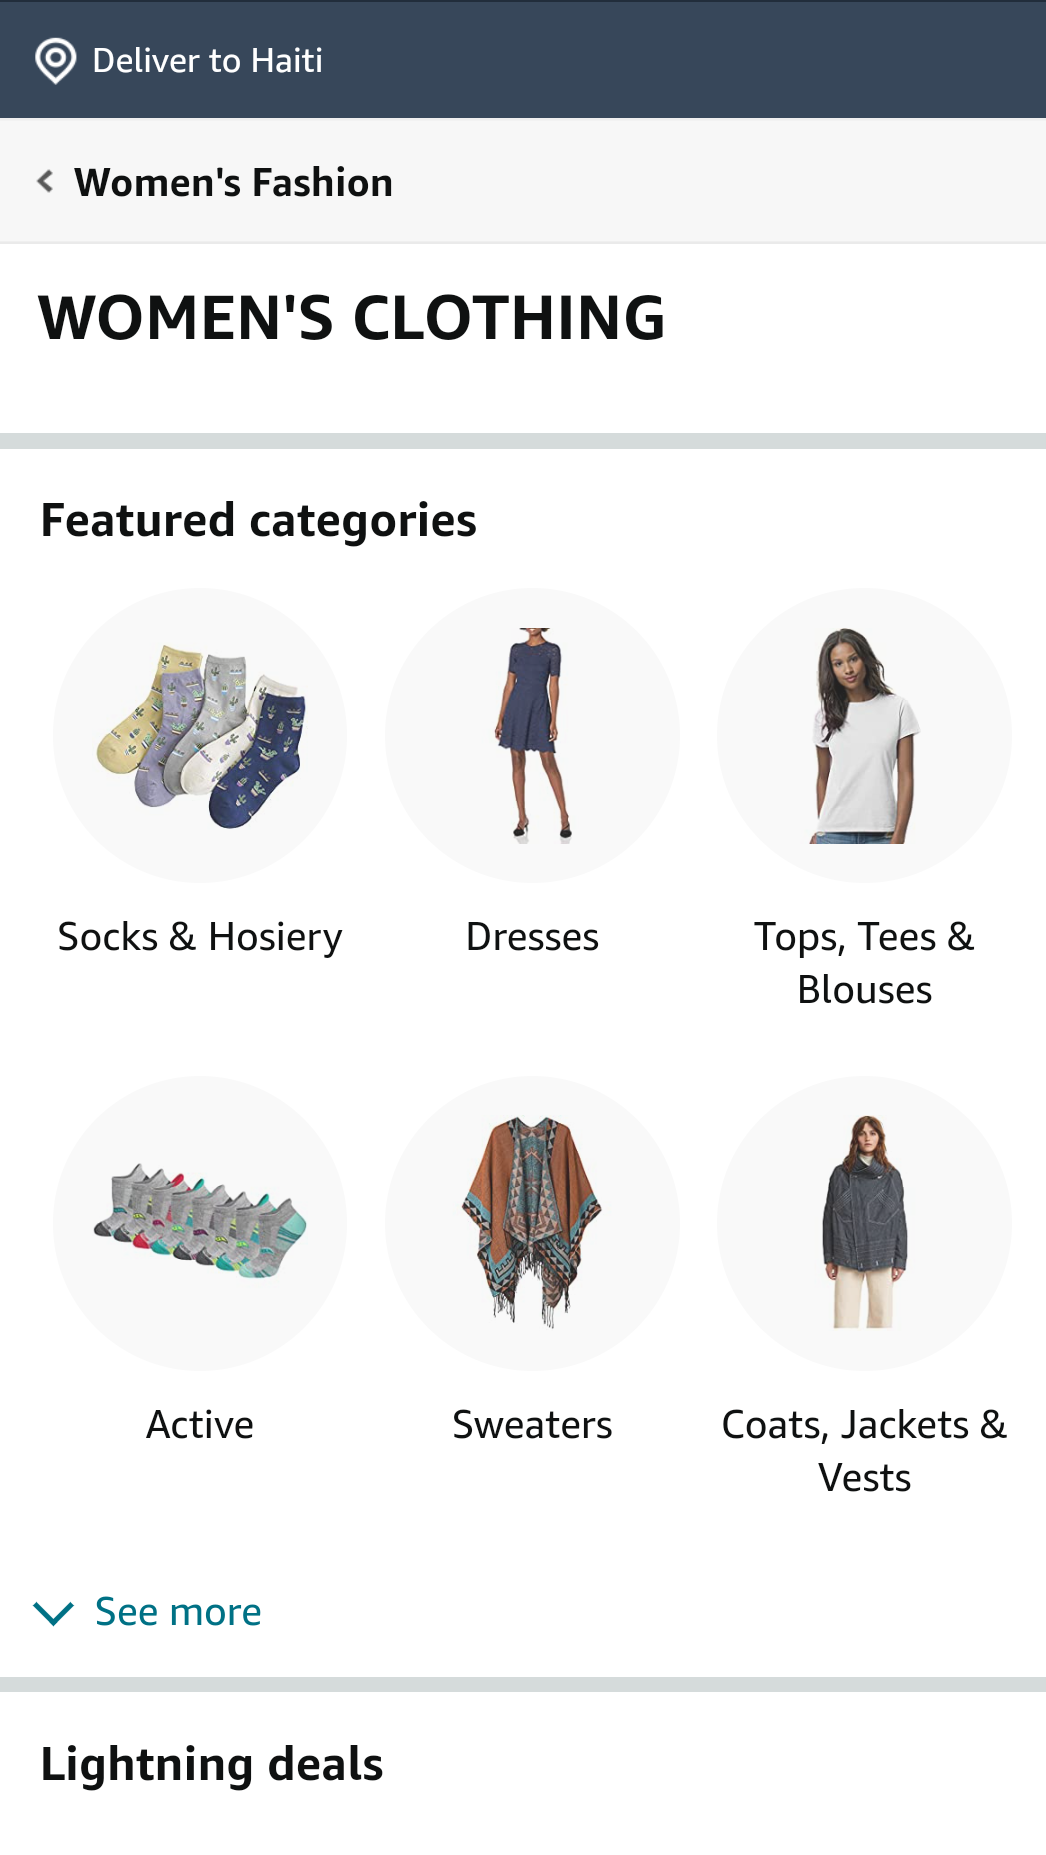 Deliver to Haiti
Women's Fashion
WOMEN'S CLOTHING
Featured categories
Socks & Hosiery
Dresses
Tops, Tees &
Blouses
Active
Sweaters
Coats, Jackets &
Vests
See more
Lightning deals